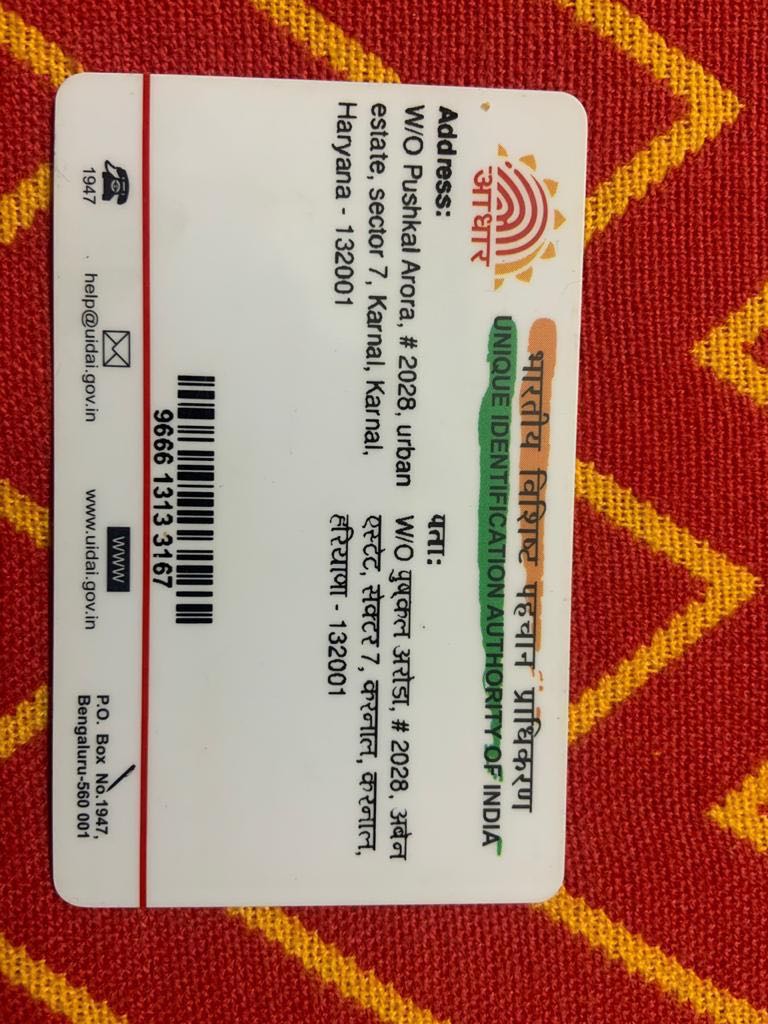 आधार
भारतीय विशिष्ट पहचान प्राधिकरण
UNIQUE IDENTIFICATION AUTHORITY OF INDIA
Address:
W/O Pushkal Arora, # 2028, urban
estate, sector 7, Karnal, Karnal,
Haryana - 132001
पता:
W/O पुष्कल अरोडा, # 2028, अर्बन
एस्टेट, सेक्टर 7, करनाल, करनाल,
हरियाणा - 132001
9666 1313 3167
1947
help@uidai.gov.in
www
www.uidai.gov.in
P.O. Box No.1947,
Bengaluru-560 001